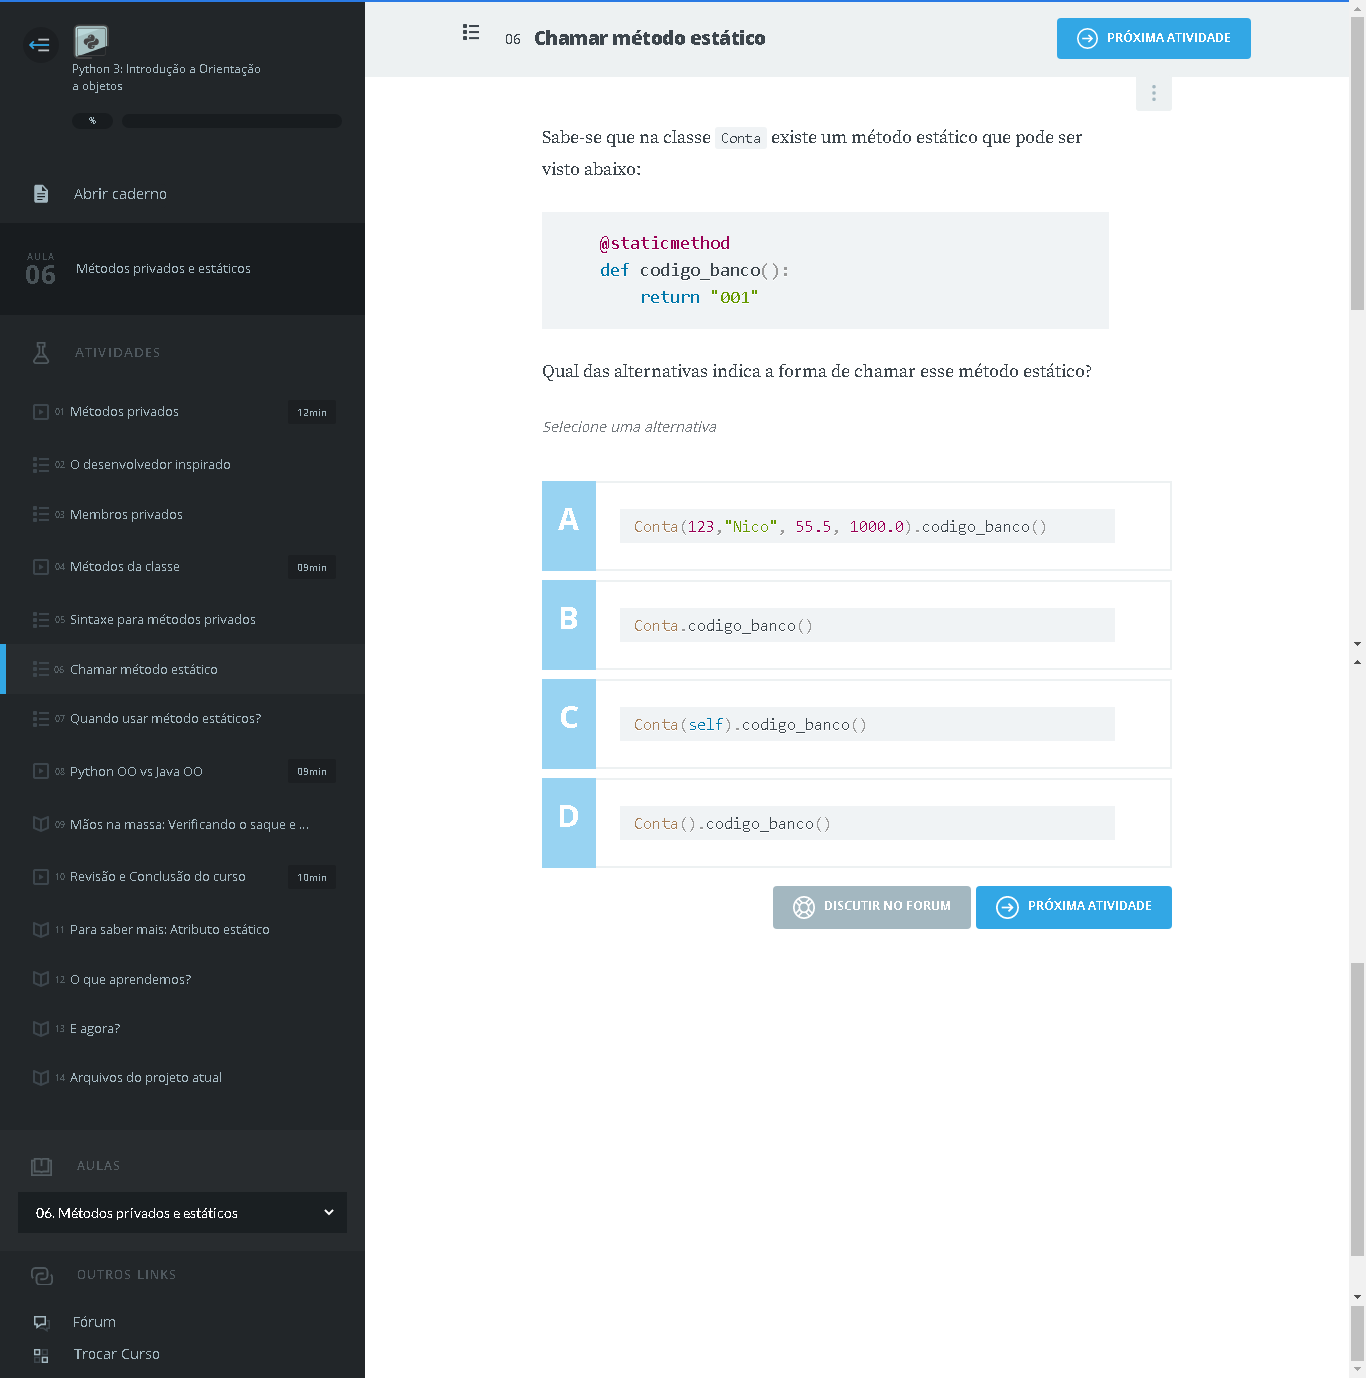 Python 3: Introdução a Orientação
a objetos
%
Abrir caderno
AULA
06
Métodos privados e estáticos
ATIVIDADES
01 Métodos privados 12min
02 O desenvolvedor inspirado
03 Membros privados
04 Métodos da classe 09min
05 Sintaxe para métodos privados
06 Chamar método estático
07 Quando usar método estáticos?
08 Python OO vs Java OO 09min
09 Mãos na massa: Verificando o saque e ...
10 Revisão e Conclusão do curso 10min
11 Para saber mais: Atributo estático
12 O que aprendemos?
13 E agora?
14 Arquivos do projeto atual
AULAS
06. Métodos privados e estáticos
OUTROS LINKS
Fórum
Trocar Curso
06 Chamar método estático
PRÓXIMA ATIVIDADE
Sabe-se que na classe Conta existe um método estático que pode ser
visto abaixo:
@staticmethod
def codigo_banco():
return "001"
Qual das alternativas indica a forma de chamar esse método estático?
Selecione uma alternativa
A Conta(123,"Nico", 55.5, 1000.0).codigo_banco()
B Conta.codigo_banco()
C Conta(self).codigo_banco()
D Conta().codigo_banco()
DISCUTIR NO FORUM
PRÓXIMA ATIVIDADE